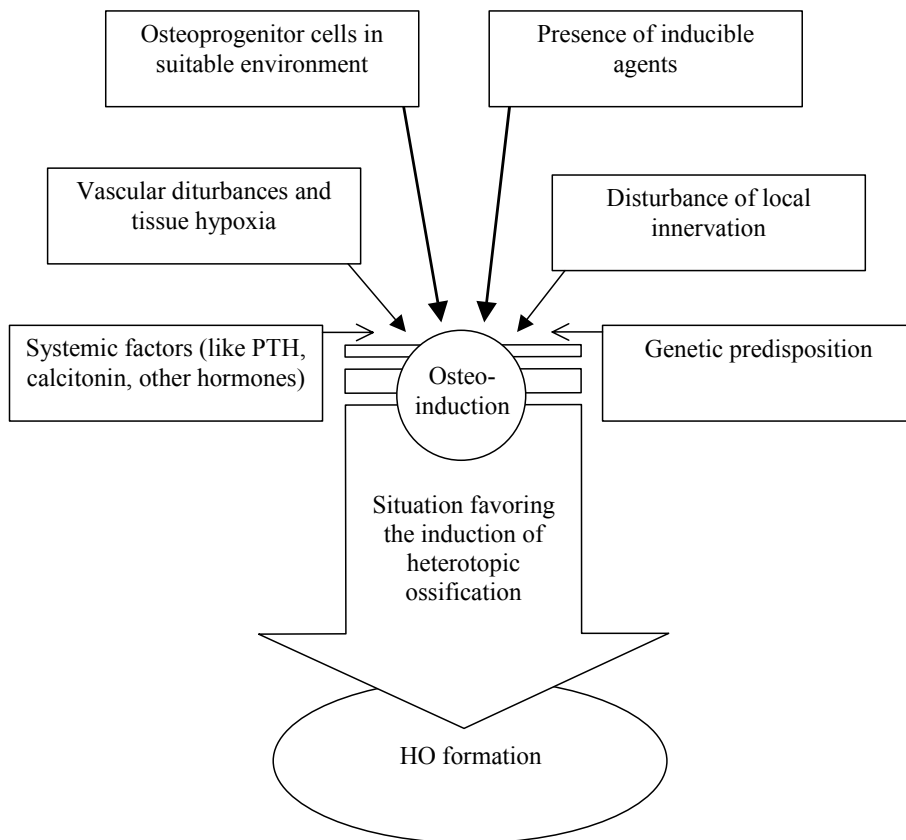 Osteoprogenitor cells in
suitable environment
Presence of inducible
agents
Vascular diturbances and
tissue hypoxia
Disturbance of local
innervation
Systemic factors (like PTH,
calcitonin, other hormones)
Genetic predisposition
Osteo-
induction
Situation favoring
the induction of
heterotopic
ossification
HO formation